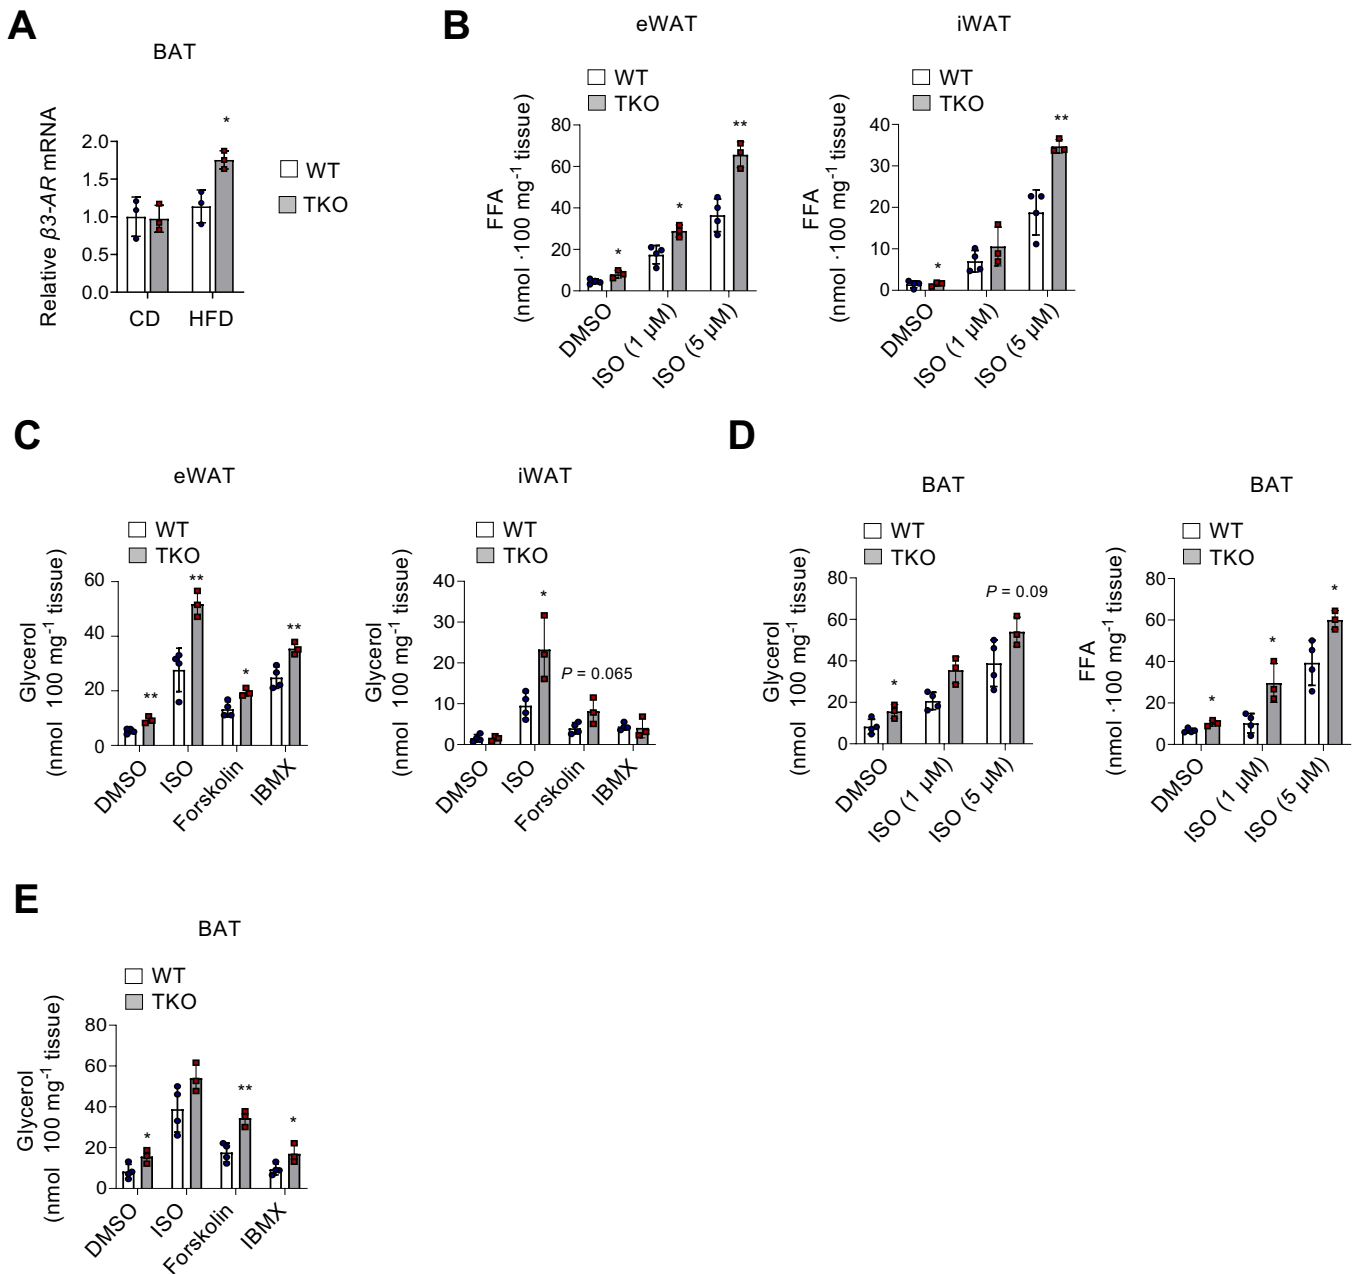 A
BAT
Relative β3-AR mRNA
2.0
1.5
1.0
0.5
0.0
CD HFD
*
WT
TKO
B
eWAT
WT
TKO
FFA
(nmol ·100 mg-1 tissue)
80
60
40
20
0
* * **
DMSO
ISO (1 µM)
ISO (5 µM)
iWAT
WT
TKO
FFA
(nmol ·100 mg-1 tissue)
40
30
20
10
0
* **
DMSO
ISO (1 µM)
ISO (5 µM)
C
eWAT
WT
TKO
Glycerol
(nmol 100 mg-1 tissue)
60
40
20
0
** ** * **
DMSO
ISO
Forskolin
IBMX
iWAT
WT
TKO
Glycerol
(nmol 100 mg-1 tissue)
40
30
20
10
0
*
P = 0.065
DMSO
ISO
Forskolin
IBMX
D
BAT
WT
TKO
Glycerol
(nmol 100 mg-1 tissue)
80
60
40
20
0
*
P = 0.09
DMSO
ISO (1 µM)
ISO (5 µM)
BAT
WT
TKO
FFA
(nmol ·100 mg-1 tissue)
80
60
40
20
0
* * *
DMSO
ISO (1 µM)
ISO (5 µM)
E
BAT
WT
TKO
Glycerol
(nmol 100 mg-1 tissue)
80
60
40
20
0
* ** *
DMSO
ISO
Forskolin
IBMX